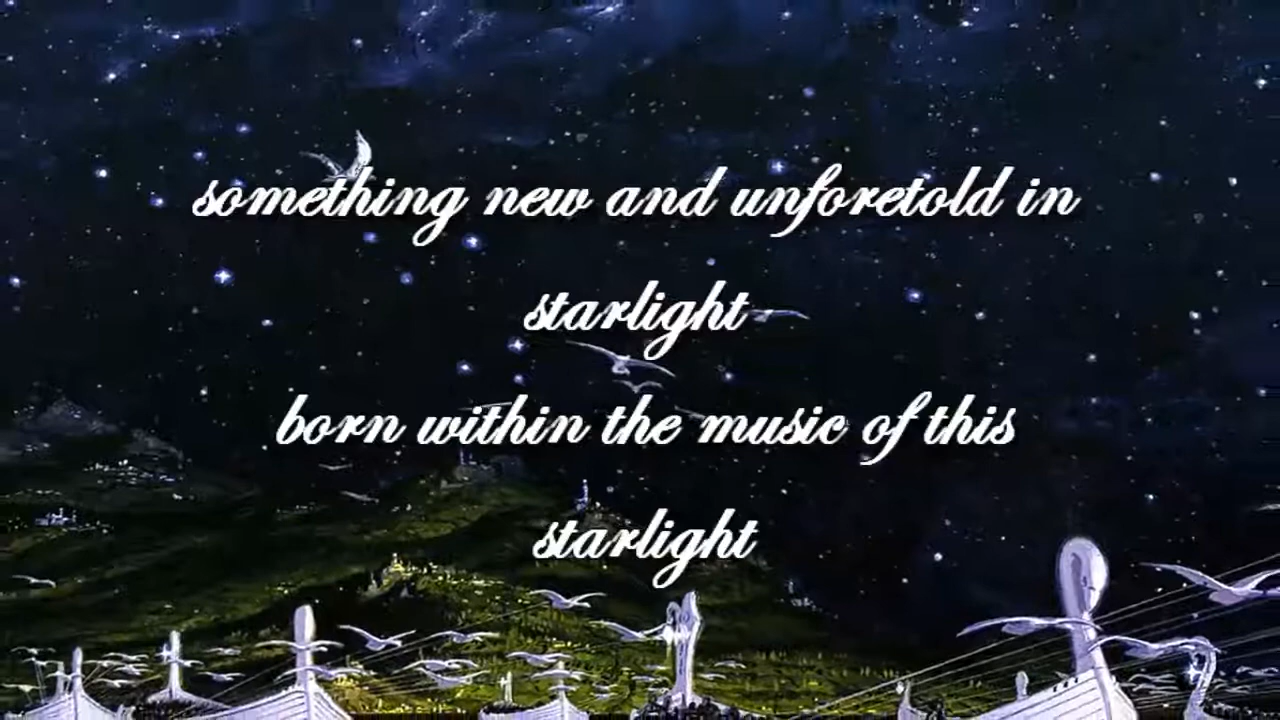 something new and unforetold in
starlight
born within the music of this
starlight